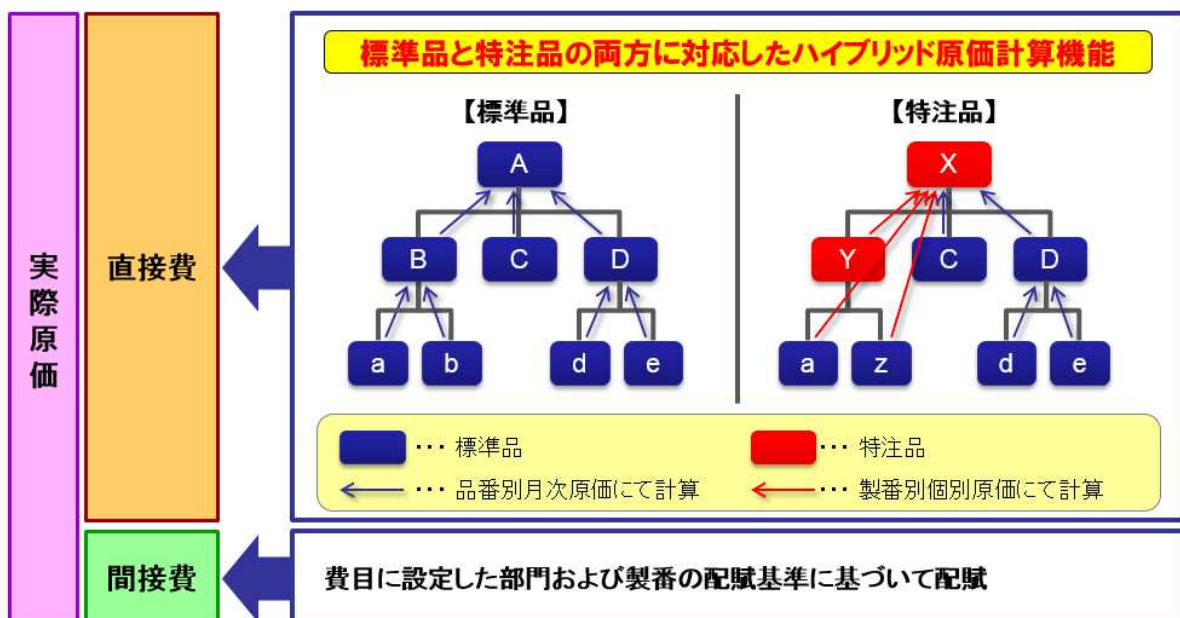 実際原価
直接費
標準品と特注品の両方に対応したハイブリッド原価計算機能
【標準品】
A
B
C
D
a
b
d
e
【特注品】
X
Y
C
D
a
z
d
e
･･･ 標準品
･･･ 特注品
･･･ 品番別月次原価にて計算
･･･ 製番別個別原価にて計算
間接費
費目に設定した部門および製番の配賦基準に基づいて配賦